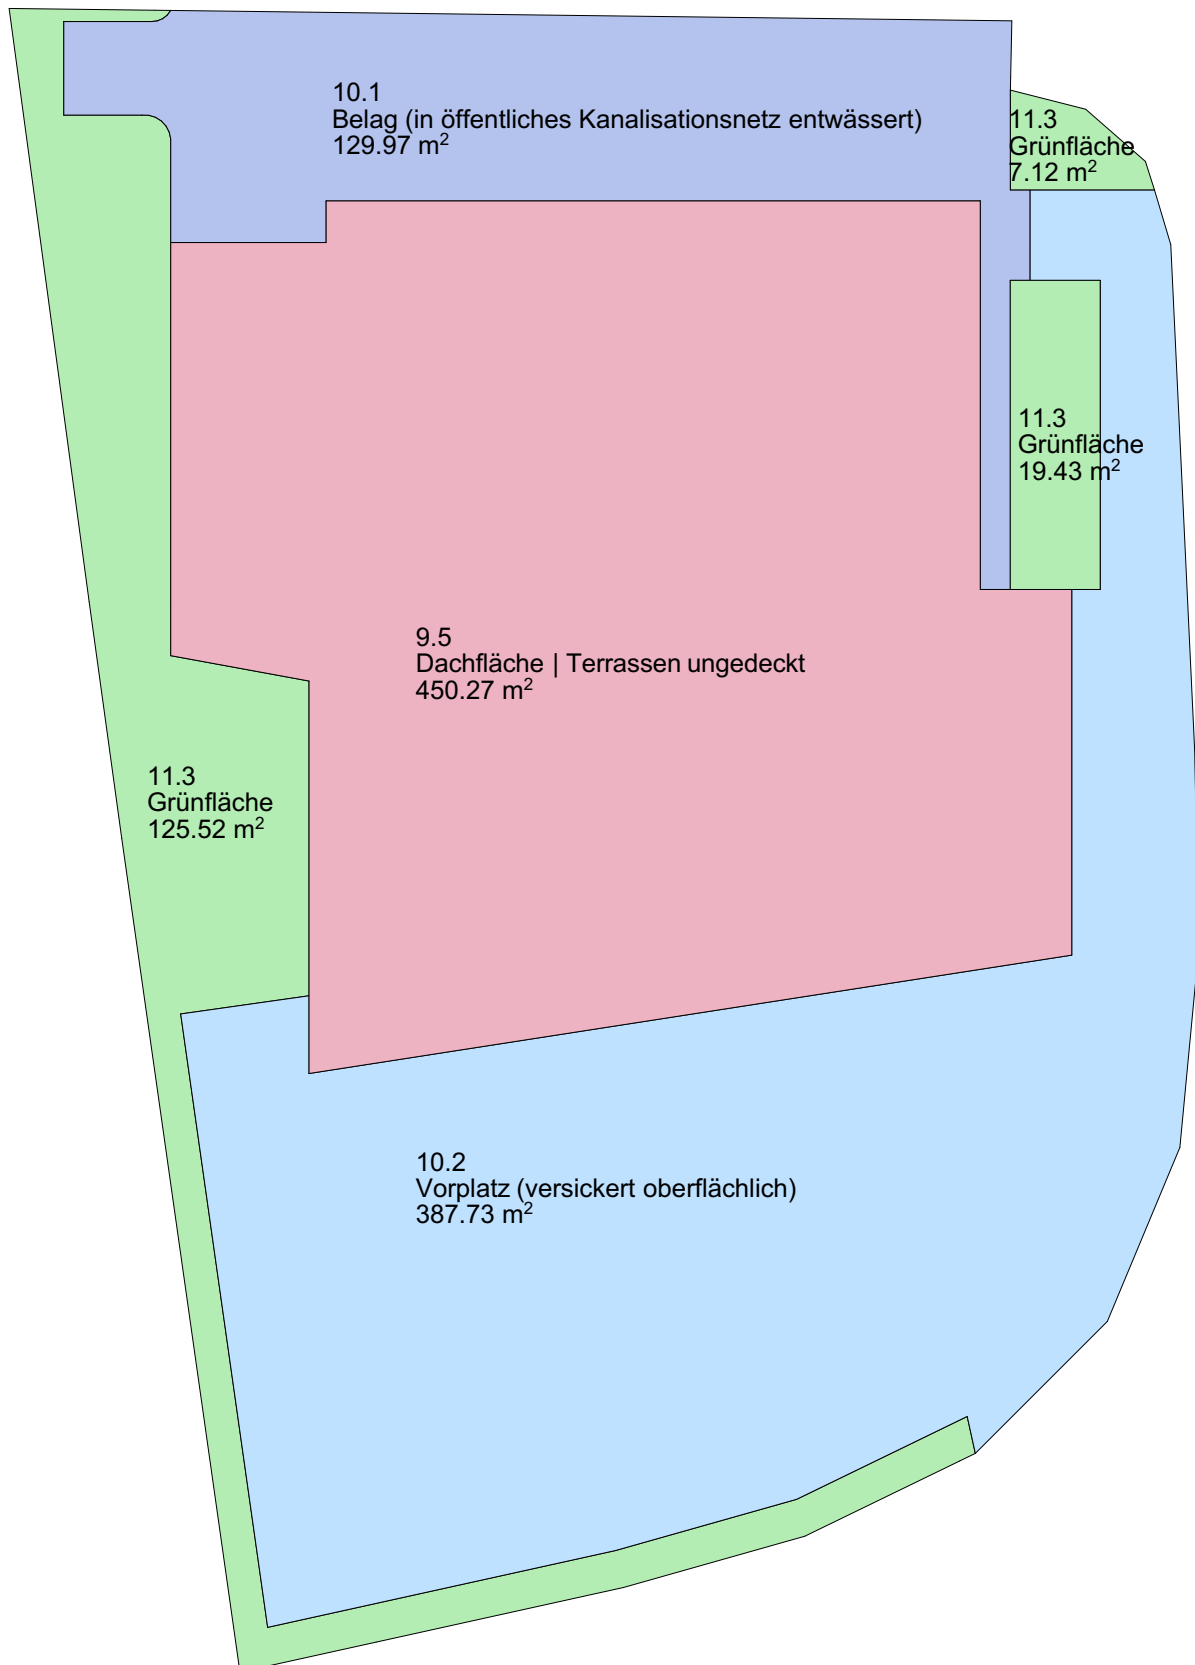 10.1
Belag (in öffentliches Kanalisationsnetz entwässert)
129.97 m²
11.3
Grünfläche
7.12 m²
11.3
Grünfläche
19.43 m²
9.5
Dachfläche | Terrassen ungedeckt
450.27 m²
11.3
Grünfläche
125.52 m²
10.2
Vorplatz (versickert oberflächlich)
387.73 m²